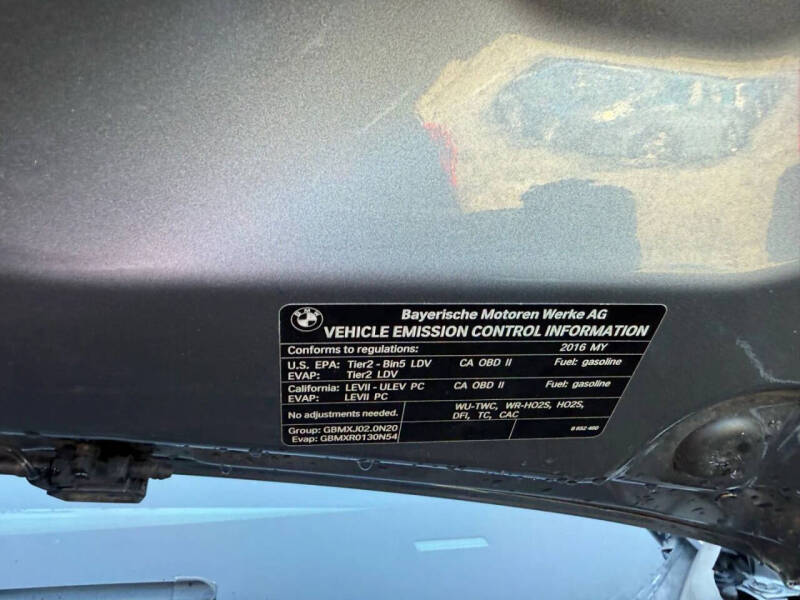 BMW
Bayerische Motoren Werke AG
VEHICLE EMISSION CONTROL INFORMATION
Conforms to regulations: 2016 MY
U.S. EPA: Tier2 - Bin5 LDV CA OBD II Fuel: gasoline
EVAP: Tier2 LDV
California: LEVII - ULEV PC CA OBD II Fuel: gasoline
EVAP: LEVII PC
No adjustments needed. WU-TWC, WR-HO2S, HO2S,
DFI, TC, CAC
Group: GBMXJ02.0N20
Evap: GBMXR0130N54